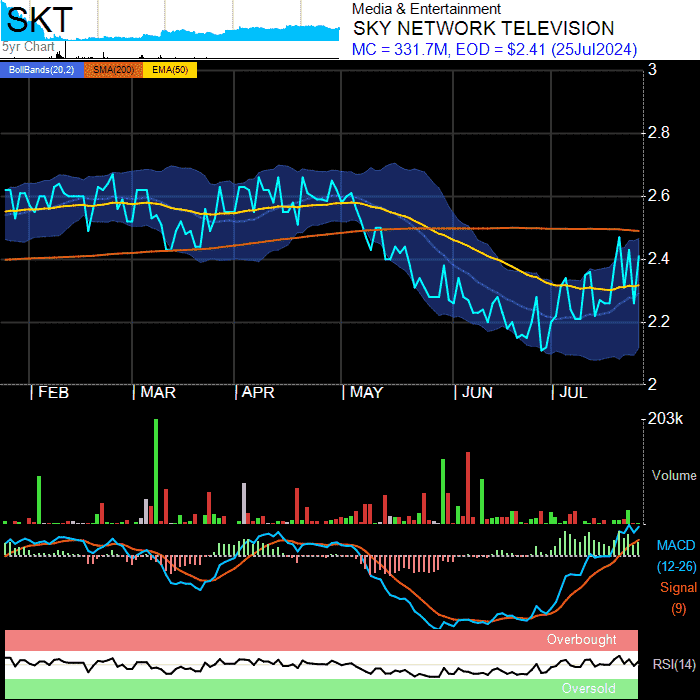 SKT
5yr Chart
Media & Entertainment
SKY NETWORK TELEVISION
MC = 331.7M, EOD = $2.41 (25Jul2024)
BollBands(20,2) SMA(200) EMA(50)
3
2.8
2.6
2.4
2.2
2
FEB MAR APR MAY JUN JUL
203k
Volume
MACD
(12-26)
Signal
(9)
Overbought
RSI(14)
Oversold